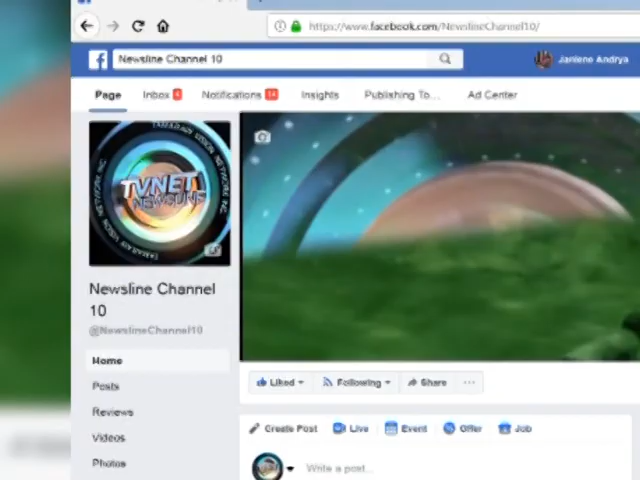 https://www.facebook.com/NewslineChannel10/
Newsline Channel 10
Janlene Andrya
Page Inbox 4 Notifications 14 Insights Publishing To... Ad Center
TVNET
NEWSLINE
Newsline Channel
10
@NewslineChannel10
Home
Posts
Reviews
Videos
Photos
Liked Following Share ...
Create Post Live Event Offer Job
Write a post...